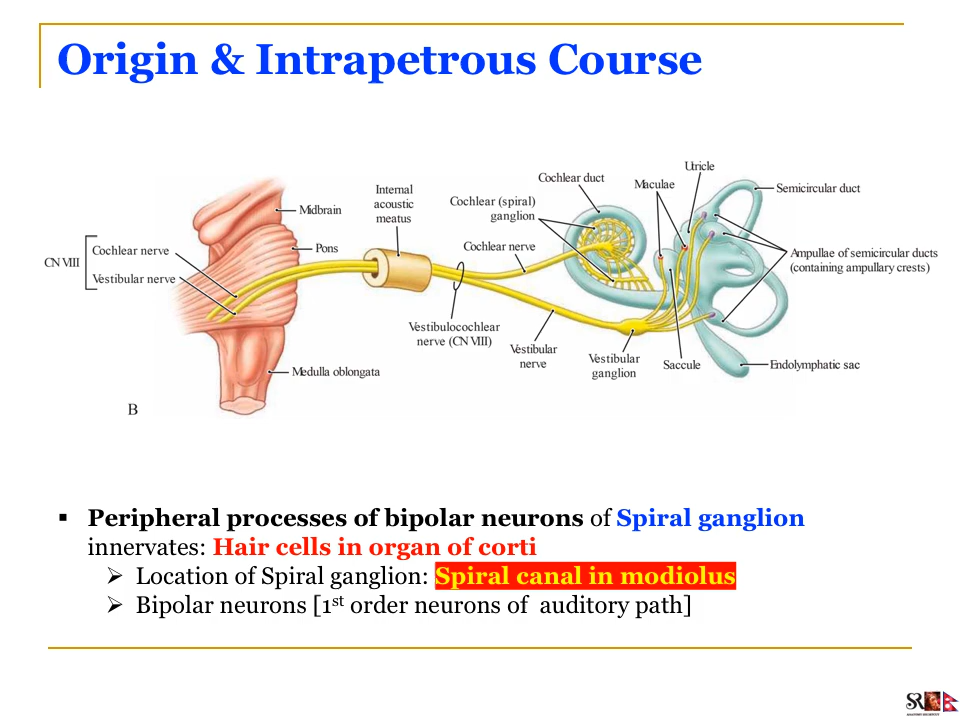 Origin & Intrapetrous Course
Utricle
Cochlear duct
Maculae
Semicircular duct
Internal
acoustic
meatus
Cochlear (spiral)
ganglion
Midbrain
Cochlear nerve
Pons
CN VIII
Cochlear nerve
Vestibular nerve
Ampullae of semicircular ducts
(containing ampullary crests)
Vestibulocochlear
nerve (CN VIII)
Vestibular
nerve
Vestibular
ganglion
Saccule
Endolymphatic sac
Medulla oblongata
B
▪ Peripheral processes of bipolar neurons of Spiral ganglion
innervates: Hair cells in organ of corti
➢ Location of Spiral ganglion: Spiral canal in modiolus
➢ Bipolar neurons [1st order neurons of auditory path]
SR